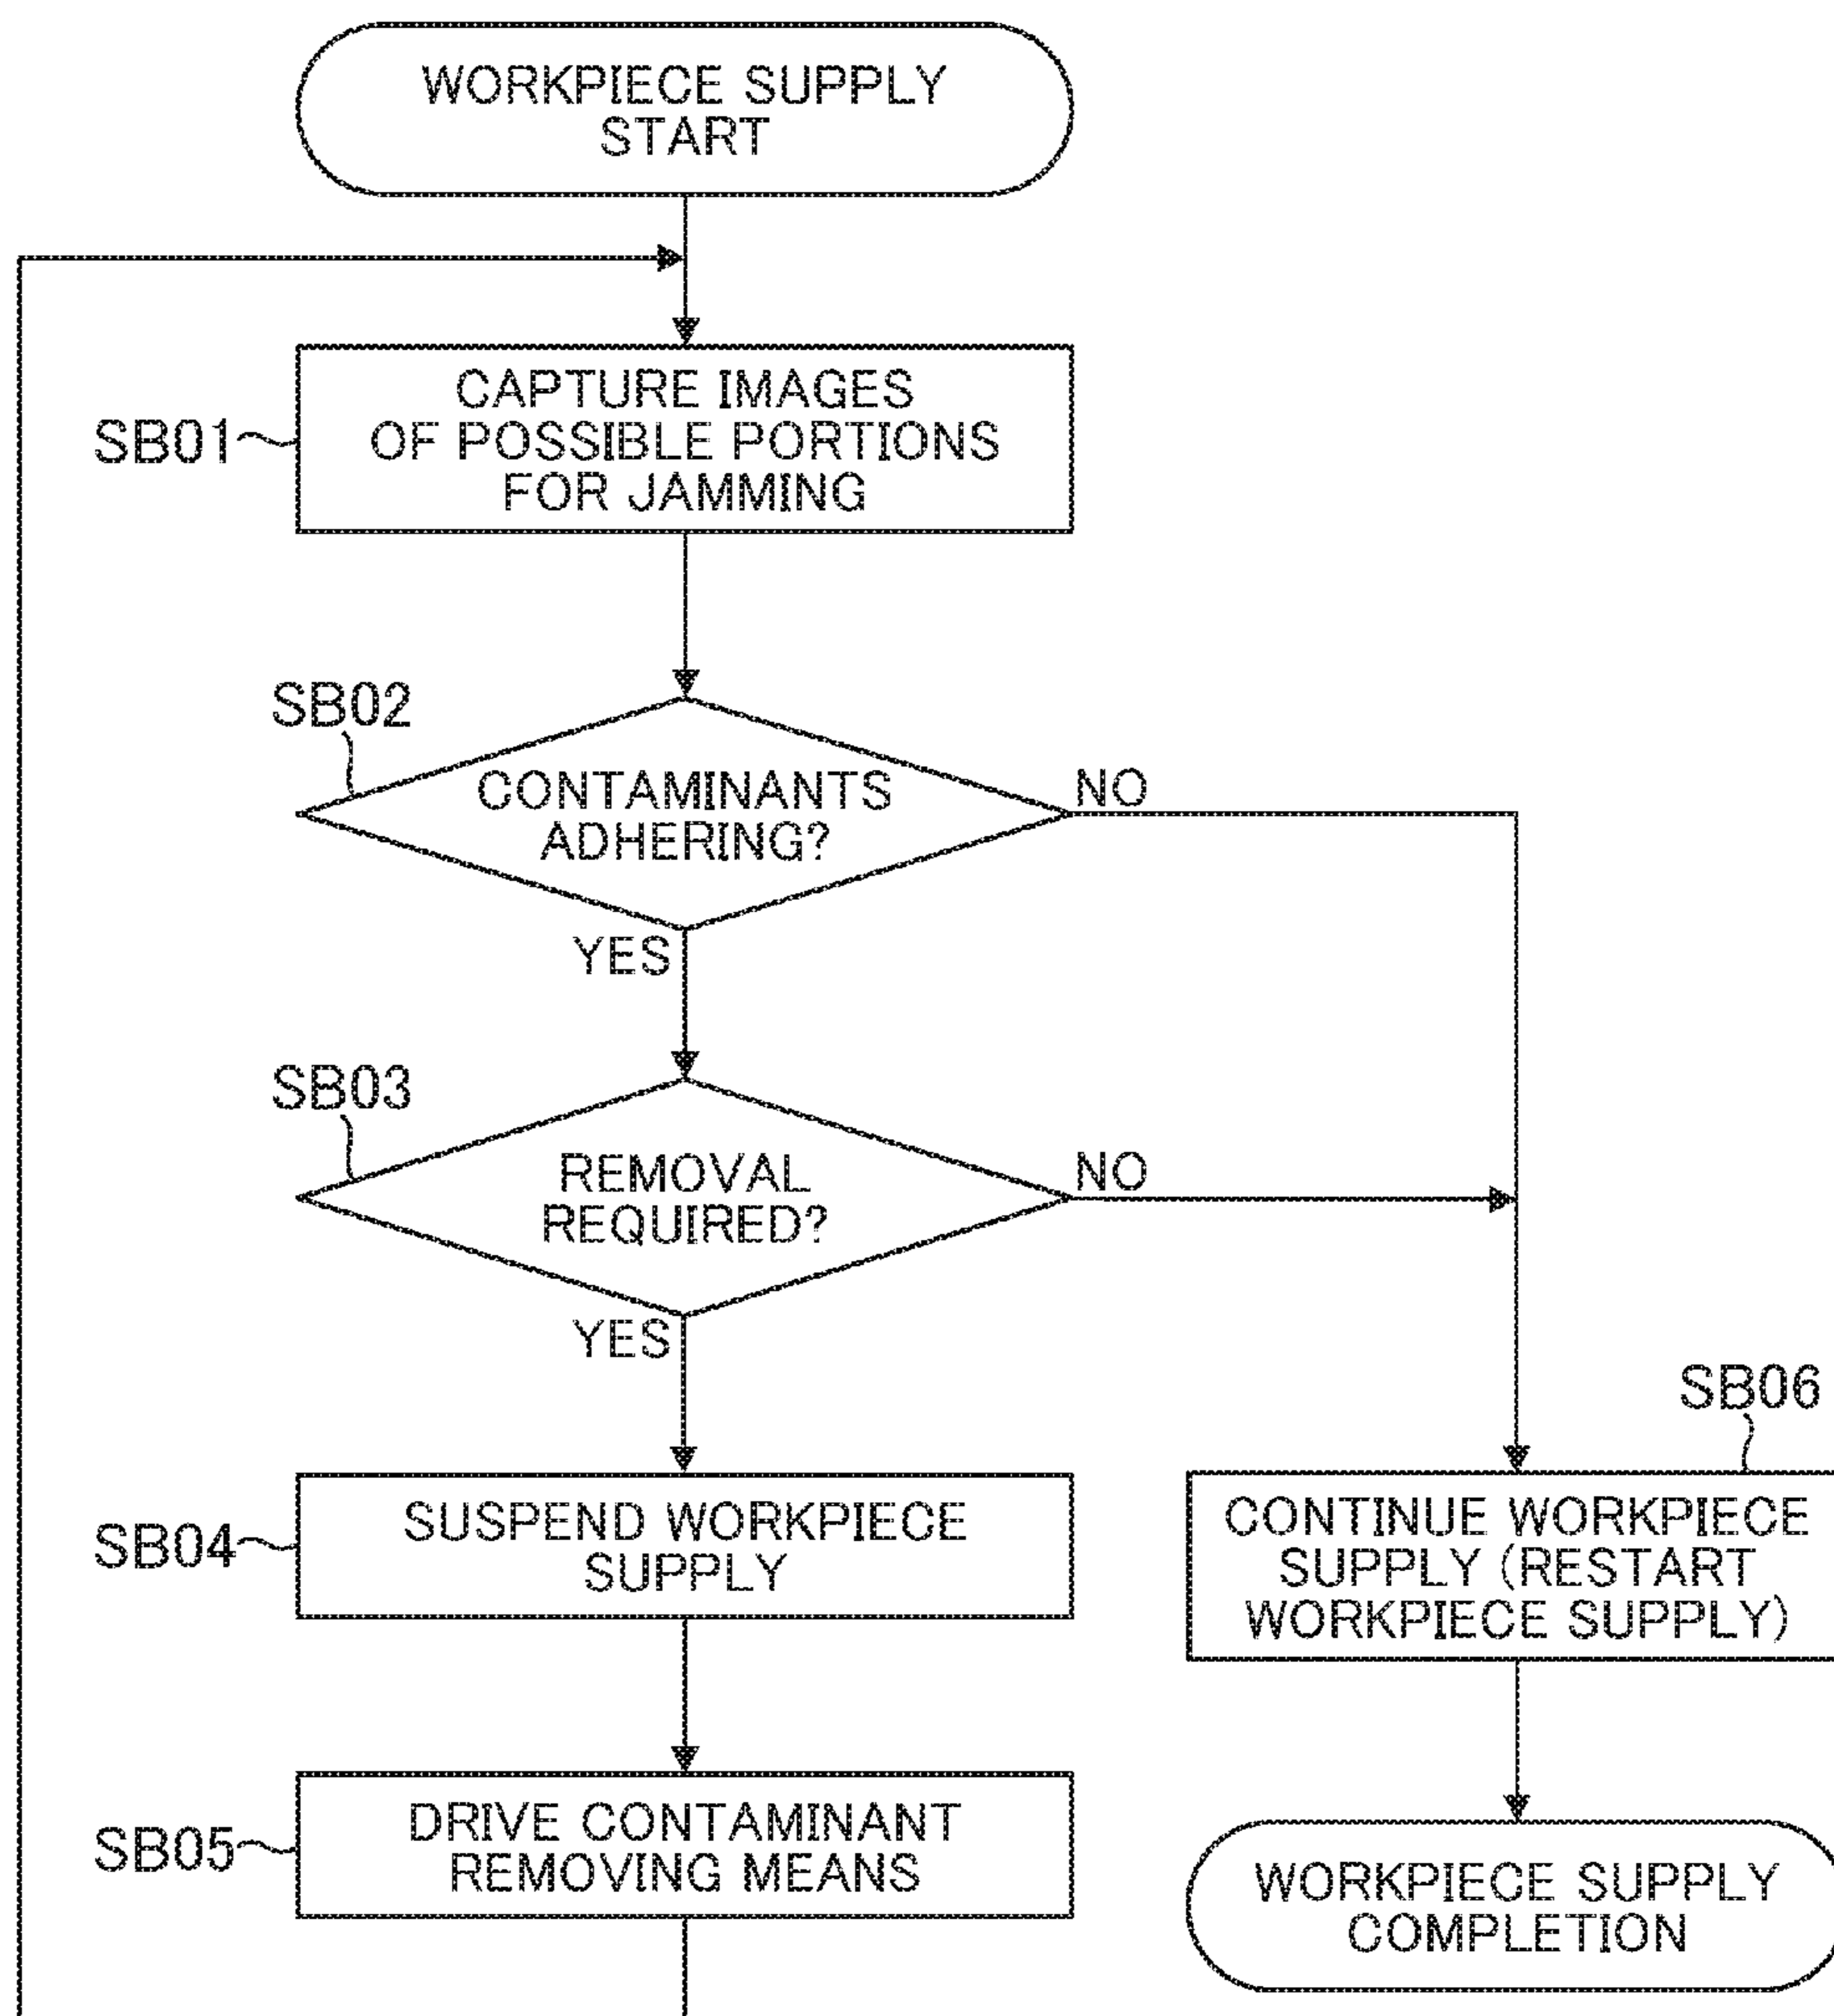 WORKPIECE SUPPLY
START
SB01
CAPTURE IMAGES
OF POSSIBLE PORTIONS
FOR JAMMING
SB02
CONTAMINANTS
ADHERING?
NO
YES
SB03
REMOVAL
REQUIRED?
NO
YES
SB04
SUSPEND WORKPIECE
SUPPLY
SB06
CONTINUE WORKPIECE
SUPPLY (RESTART
WORKPIECE SUPPLY)
SB05
DRIVE CONTAMINANT
REMOVING MEANS
WORKPIECE SUPPLY
COMPLETION